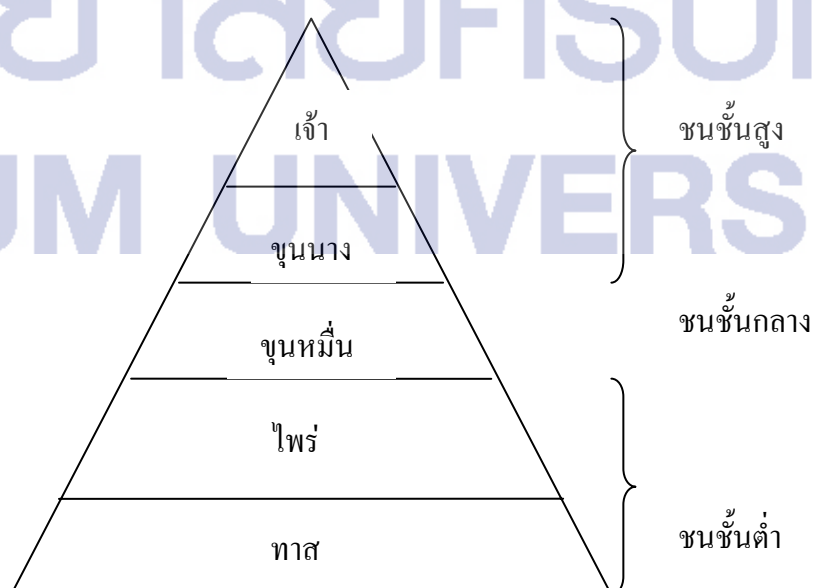 เจ้า
ชนชั้นสูง
ขุนนาง
ชนชั้นกลาง
ขุนหมื่น
ไพร่
ชนชั้นต่ำ
ทาส
UM UNIVERS